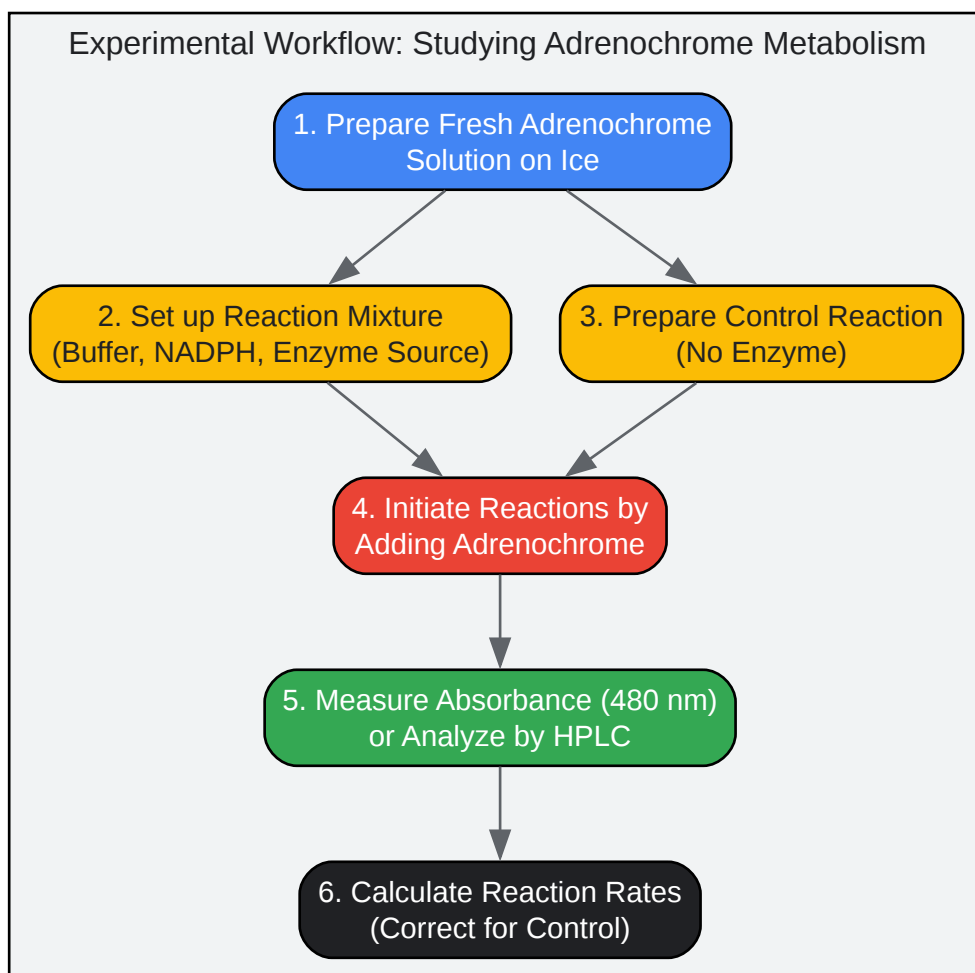 Experimental Workflow: Studying Adrenochrome Metabolism
1. Prepare Fresh Adrenochrome
Solution on Ice
2. Set up Reaction Mixture
(Buffer, NADPH, Enzyme Source)
3. Prepare Control Reaction
(No Enzyme)
4. Initiate Reactions by
Adding Adrenochrome
5. Measure Absorbance (480 nm)
or Analyze by HPLC
6. Calculate Reaction Rates
(Correct for Control)